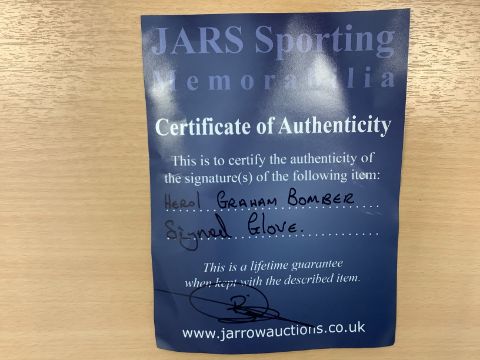 JARS Sporting
Memorabilia
Certificate of Authenticity
This is to certify the authenticity of
the signature(s) of the following item:
HEROL GRAHAM BOMBER
Signed Glove.
This is a lifetime guarantee
when kept with the described item.
www.jarrowauctions.co.uk